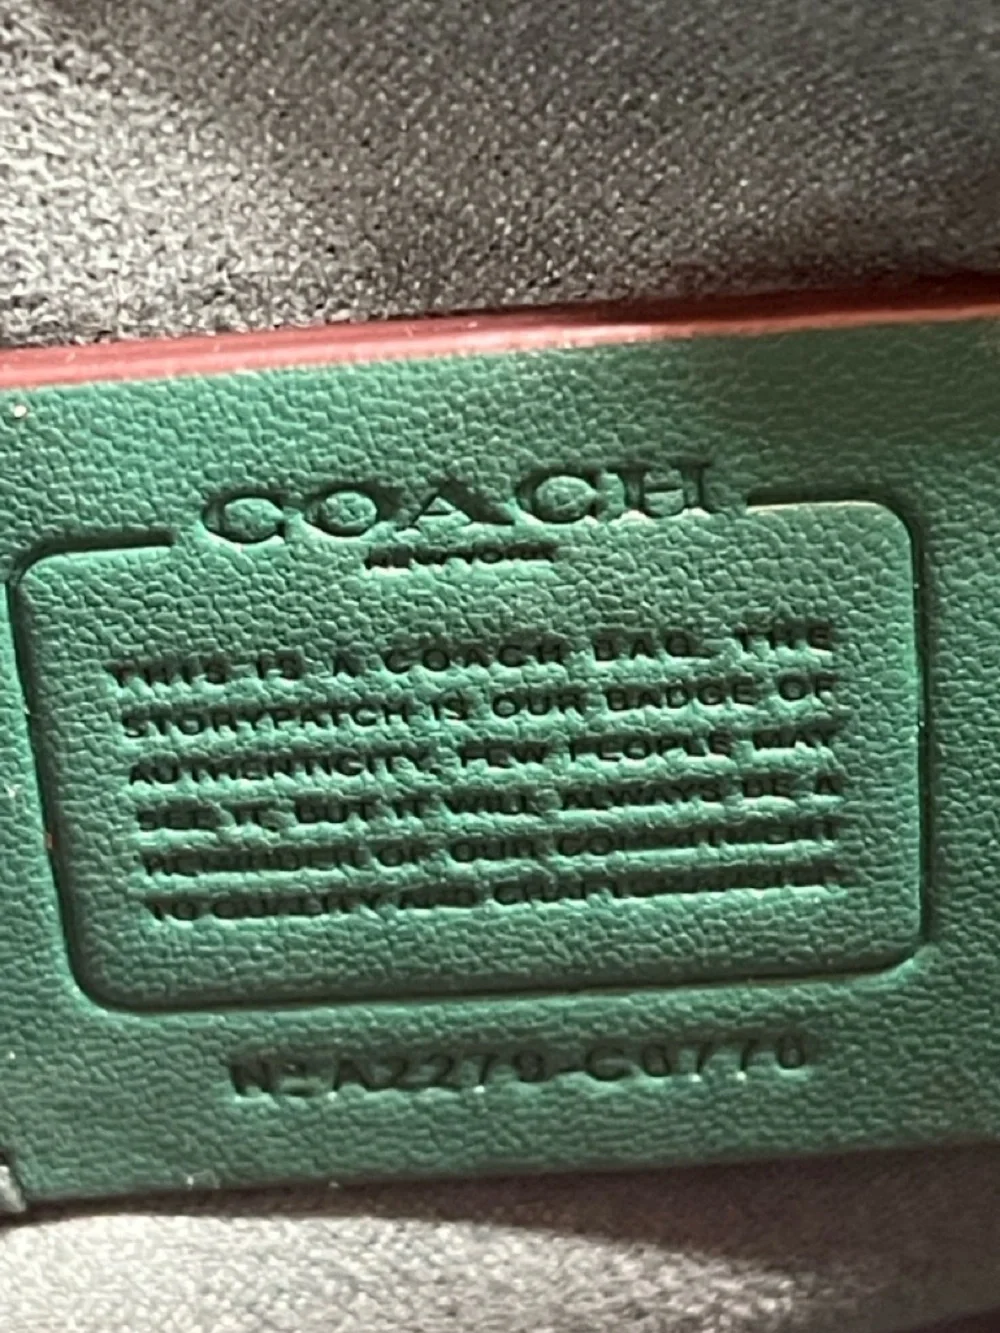 COACH
NEW YORK
THIS IS A COACH BAG. THE
STORYPATCH IS OUR BADGE OF
AUTHENTICITY. FEW PEOPLE MAY
SEE IT, BUT IT WILL ALWAYS BE A
REMINDER OF OUR COMMITMENT
TO QUALITY AND CRAFTSMANSHIP.